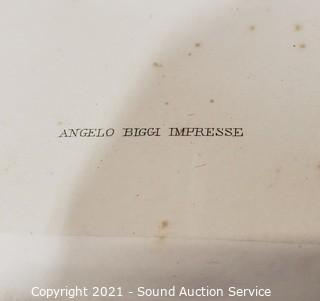 ANGELO BIGGI IMPRESSE
Copyright 2021 - Sound Auction Service